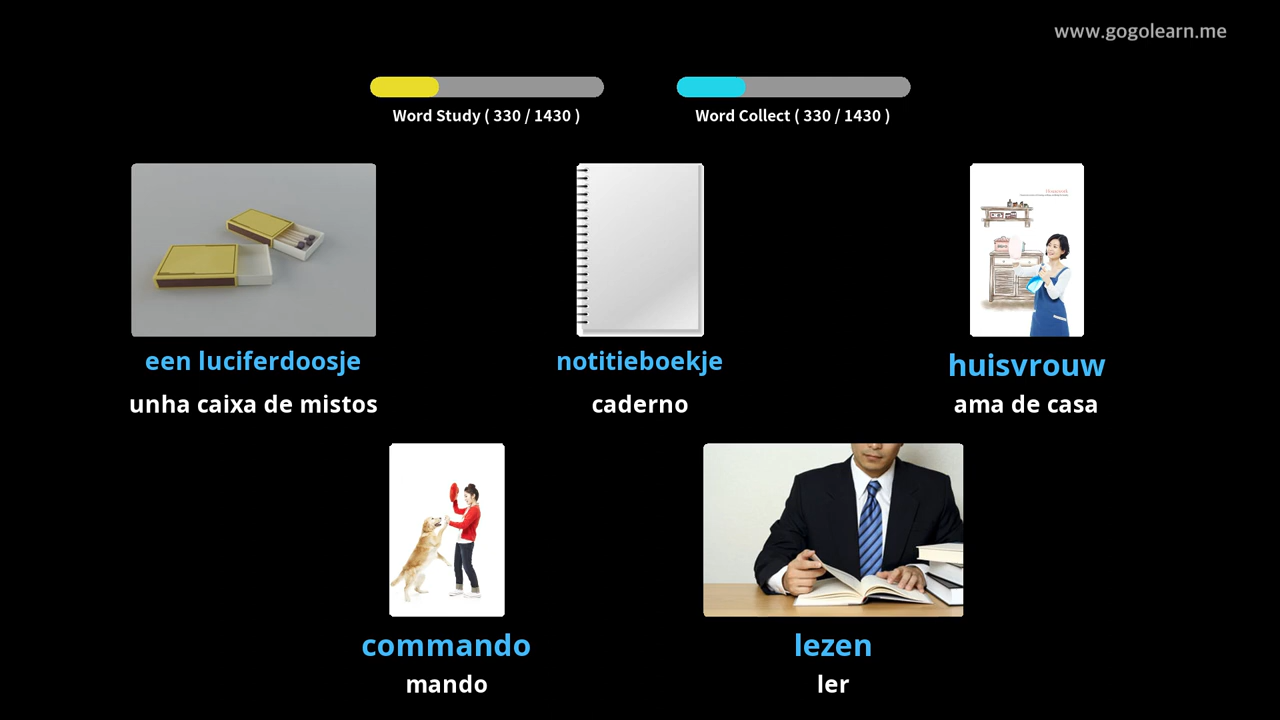 www.gogolearn.me
Word Study ( 330 / 1430 )
Word Collect ( 330 / 1430 )
een luciferdoosje
unha caixa de mistos
notitieboekje
caderno
huisvrouw
ama de casa
commando
mando
lezen
ler